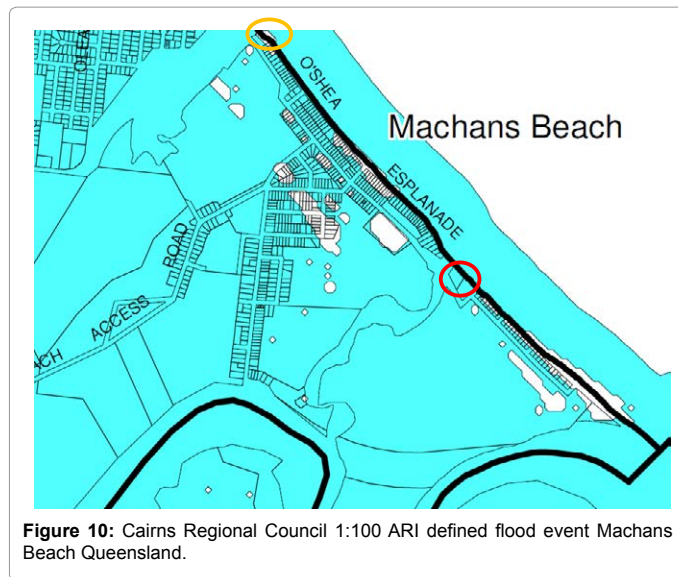 OLEA
O'SHEA
Machans Beach
ESPLANADE
ROAD
ACCESS
ACH
Figure 10: Cairns Regional Council 1:100 ARI defined flood event Machans
Beach Queensland.